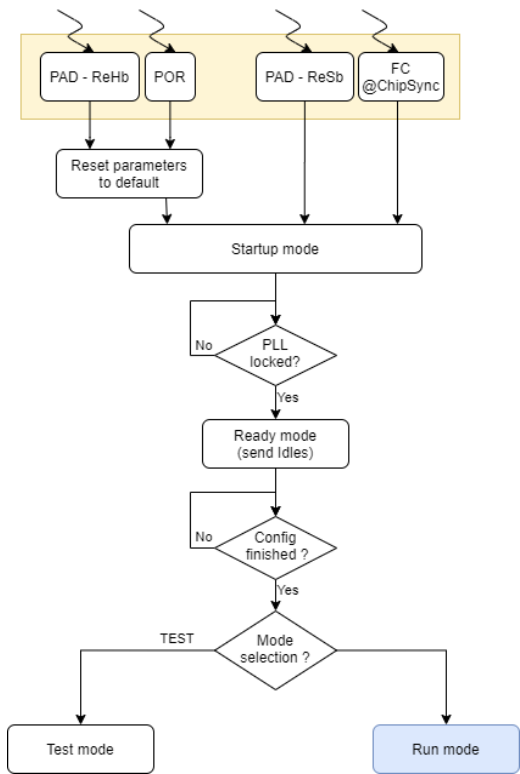 PAD - ReHb
POR
PAD - ReSb
FC
@ChipSync
Reset parameters
to default
Startup mode
PLL
locked?
No
Yes
Ready mode
(send Idles)
Config
finished ?
No
Yes
Mode
selection ?
TEST
Test mode
Run mode